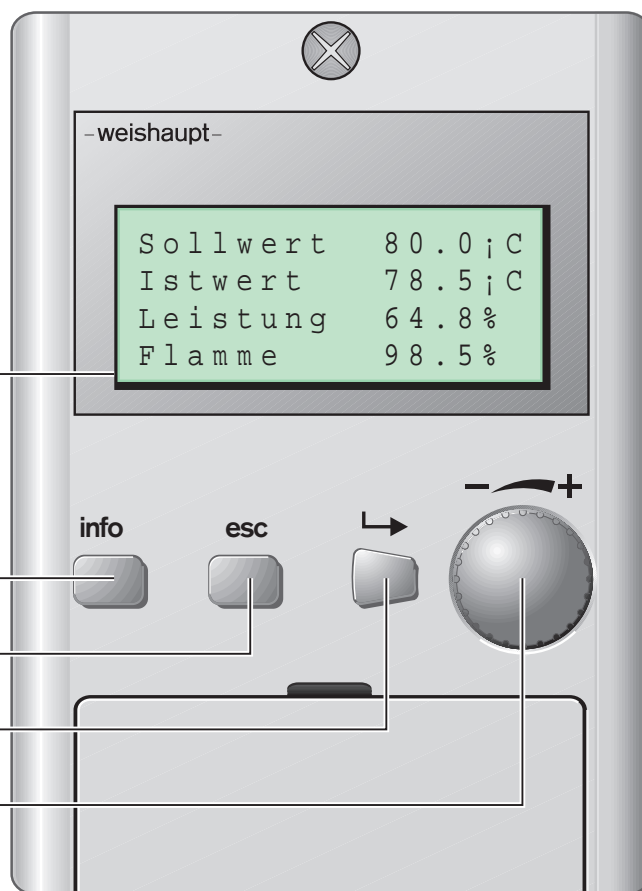 -weishaupt-
Sollwert 80.0¡C
Istwert 78.5¡C
Leistung 64.8%
Flamme 98.5%
- +
info esc